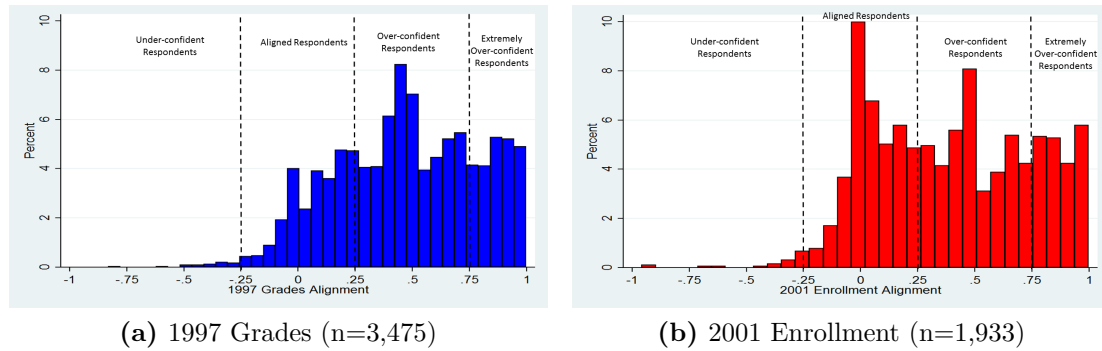 10
8
6
4
2
0
Percent
Under-confident
Respondents
Aligned Respondents
Over-confident
Respondents
Extremely
Over-confident
Respondents
-1 -.75 -.5 -.25 0 .25 .5 .75 1
1997 Grades Alignment
(a) 1997 Grades (n=3,475)
10
8
6
4
2
0
Percent
Under-confident
Respondents
Aligned Respondents
Over-confident
Respondents
Extremely
Over-confident
Respondents
-1 -.75 -.5 -.25 0 .25 .5 .75 1
2001 Enrollment Alignment
(b) 2001 Enrollment (n=1,933)